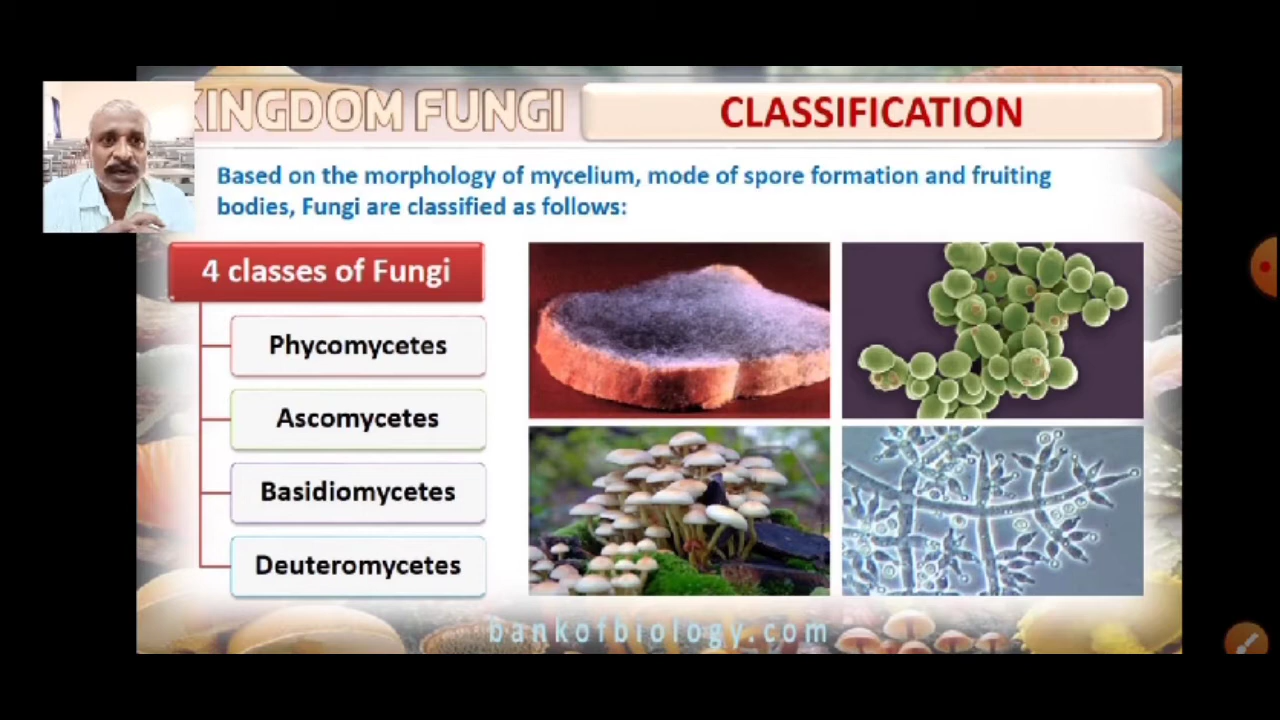 KINGDOM FUNGI
CLASSIFICATION
Based on the morphology of mycelium, mode of spore formation and fruiting
bodies, Fungi are classified as follows:
4 classes of Fungi
Phycomycetes
Ascomycetes
Basidiomycetes
Deuteromycetes
bankofbiology.com